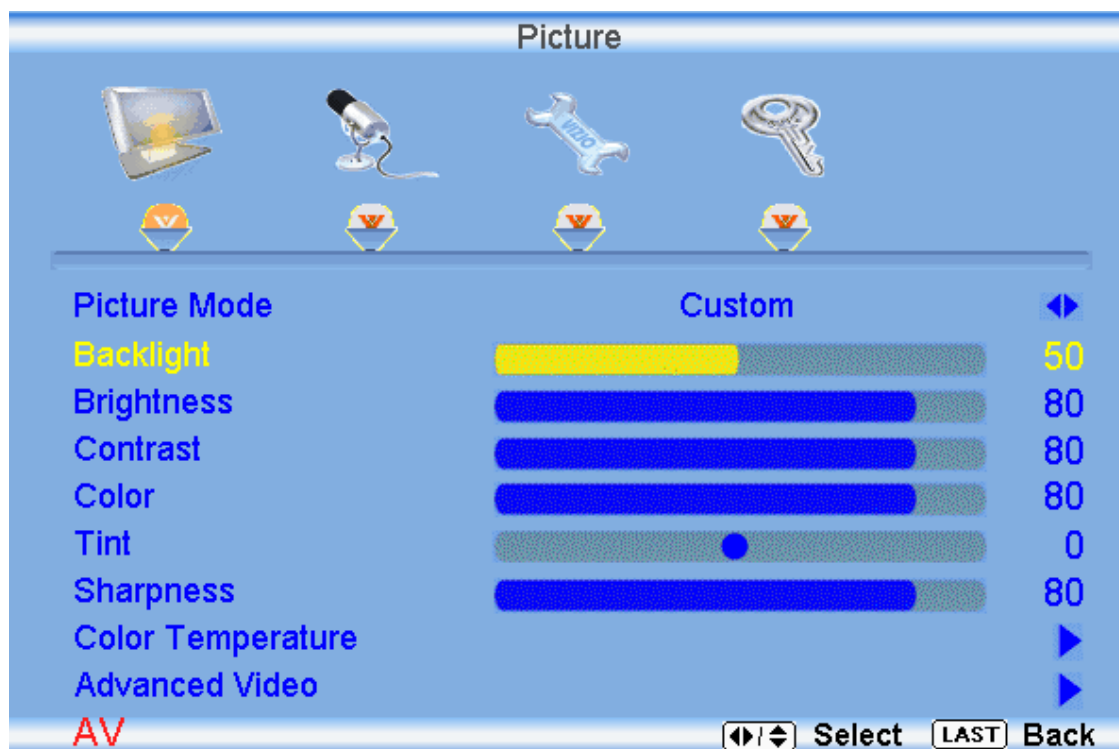 Picture
VIZIO
Picture Mode Custom
Backlight 50
Brightness 80
Contrast 80
Color 80
Tint 0
Sharpness 80
Color Temperature
Advanced Video
AV / Select LAST Back